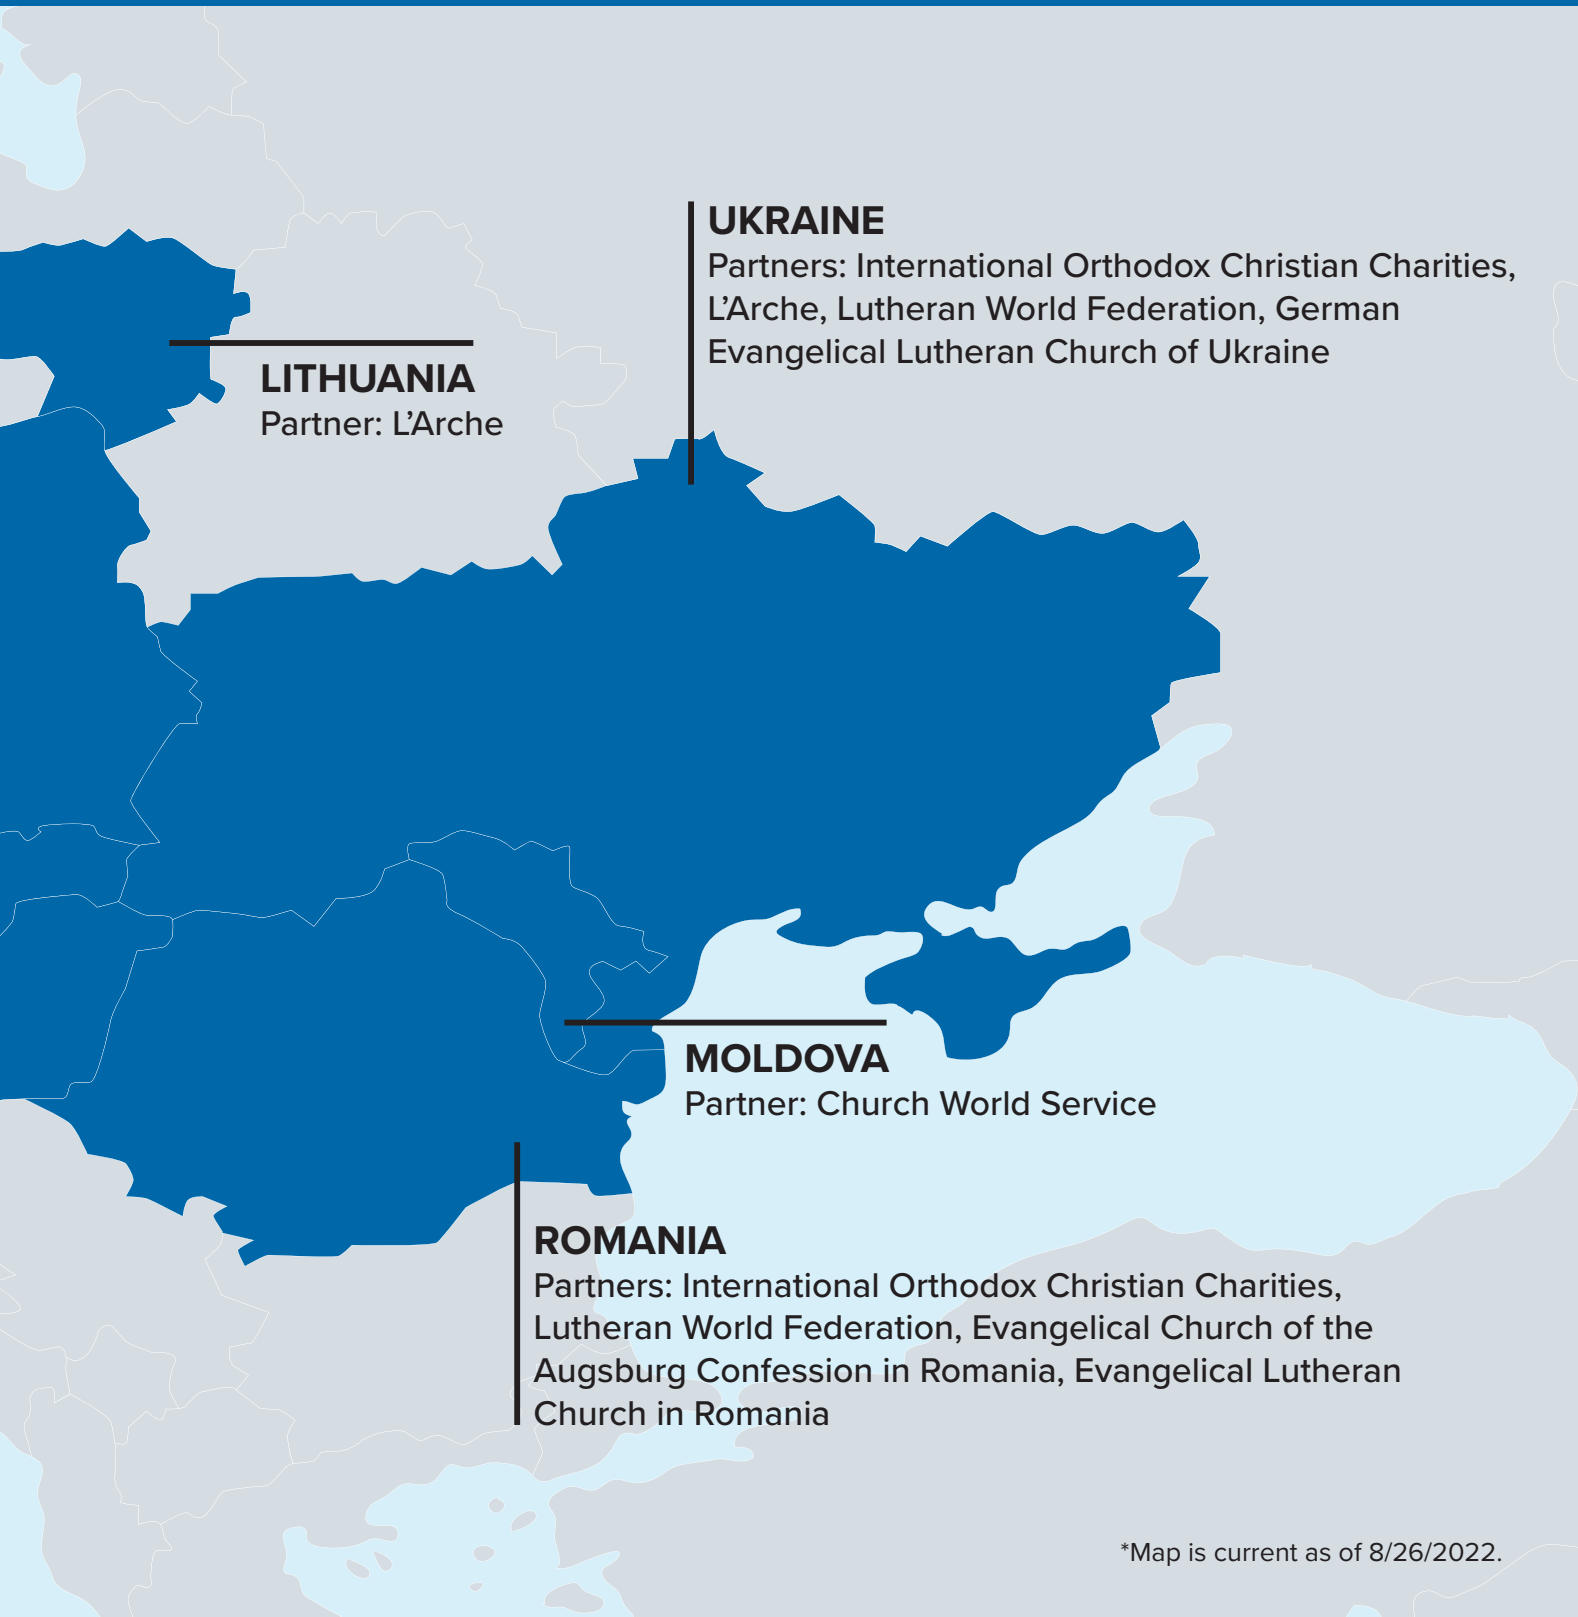 UKRAINE
Partners: International Orthodox Christian Charities,
L’Arche, Lutheran World Federation, German
Evangelical Lutheran Church of Ukraine
LITHUANIA
Partner: L’Arche
MOLDOVA
Partner: Church World Service
ROMANIA
Partners: International Orthodox Christian Charities,
Lutheran World Federation, Evangelical Church of the
Augsburg Confession in Romania, Evangelical Lutheran
Church in Romania
*Map is current as of 8/26/2022.